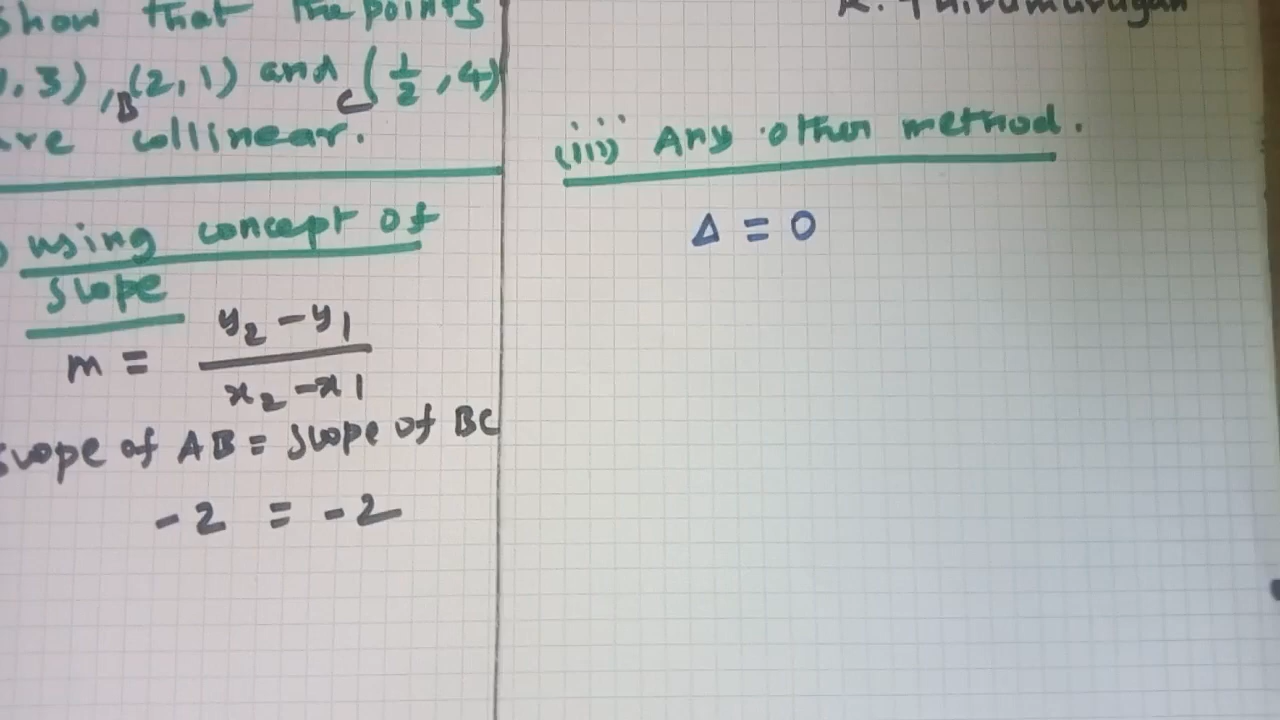 show that the points
, 3), B(2, 1) and C(1/2, 4)
are collinear.
using concept of
slope
m = y2 - y1 / x2 - x1
slope of AB = slope of BC
-2 = -2
(iii) Any other method.
Δ = 0